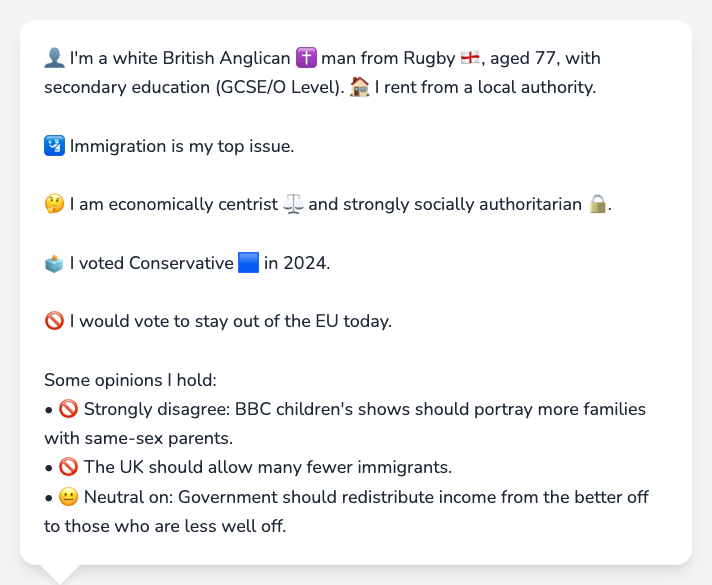 👤 I'm a white British Anglican ✝️ man from Rugby 🏴󠁧󠁢󠁥󠁮󠁧󠁿, aged 77, with
secondary education (GCSE/O Level). 🏠 I rent from a local authority.
🛂 Immigration is my top issue.
🤔 I am economically centrist ⚖️ and strongly socially authoritarian 🔒.
🗳️ I voted Conservative 🟦 in 2024.
🚫 I would vote to stay out of the EU today.
Some opinions I hold:
• 🚫 Strongly disagree: BBC children's shows should portray more families
with same-sex parents.
• 🚫 The UK should allow many fewer immigrants.
• 😐 Neutral on: Government should redistribute income from the better off
to those who are less well off.